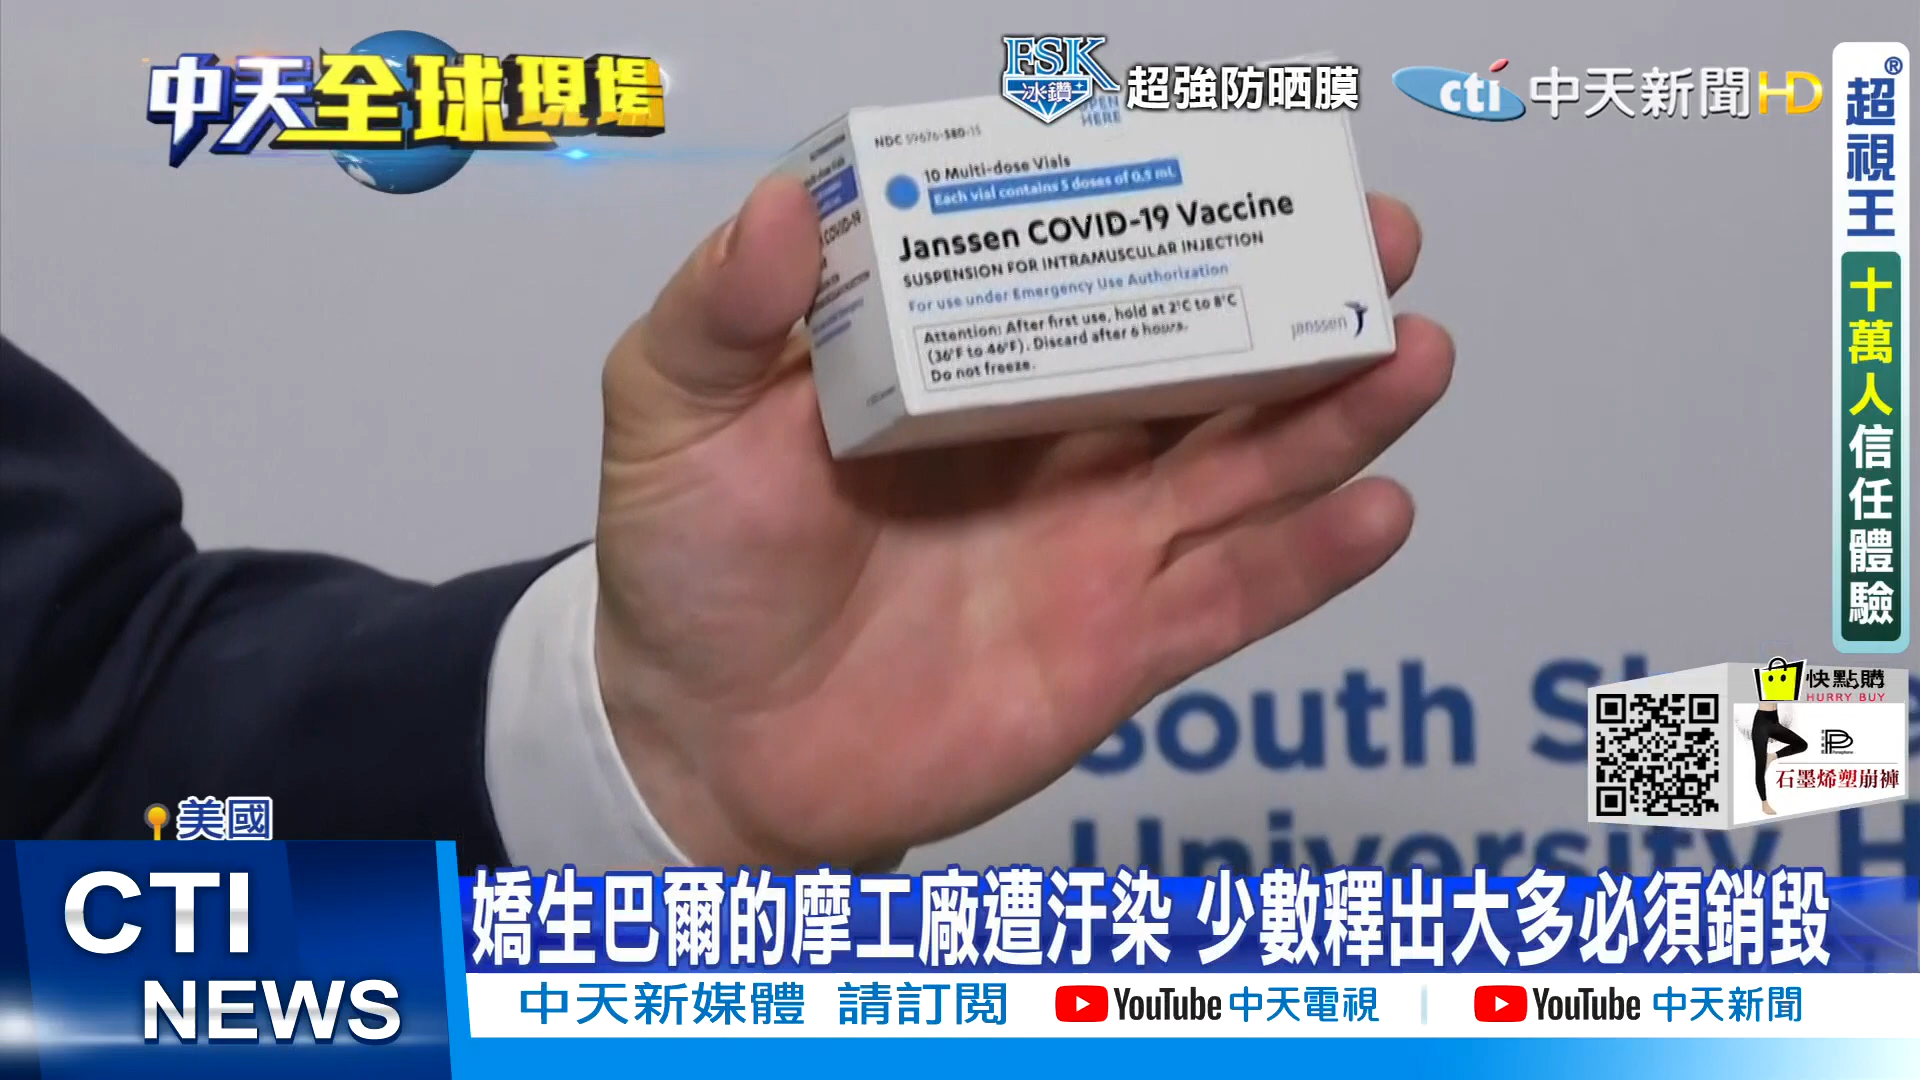 中天全球現場
FSK
冰鑽
超強防晒膜
cti 中天新聞HD
超視王®
十萬人信任體驗
OPEN
HERE
NDC 59676-580-15
10 Multi-dose Vials
Each vial contains 5 doses of 0.5 mL
Janssen COVID-19 Vaccine
SUSPENSION FOR INTRAMUSCULAR INJECTION
For use under Emergency Use Authorization
Attention: After first use, hold at 2°C to 8°C
(36°F to 46°F). Discard after 6 hours.
Do not freeze.
janssen
South
University H
快點購
HURRY BUY
石墨烯塑崩褲
美國
CTI
NEWS
嬌生巴爾的摩工廠遭汙染 少數釋出大多必須銷毀
中天新媒體 請訂閱 YouTube 中天電視 | YouTube 中天新聞